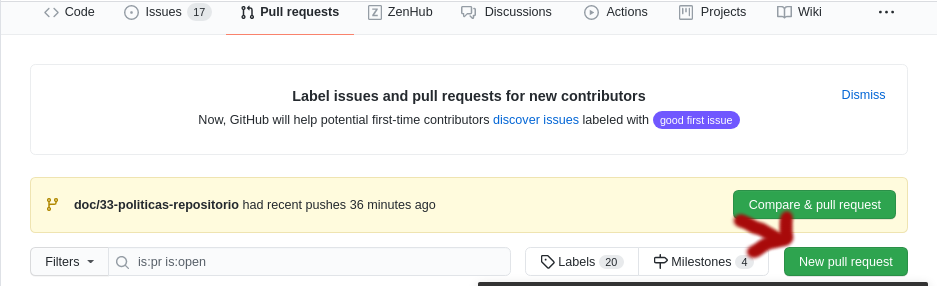 Code Issues 17 Pull requests ZenHub Discussions Actions Projects Wiki
Label issues and pull requests for new contributors
Dismiss
Now, GitHub will help potential first-time contributors discover issues labeled with good first issue
doc/33-politicas-repositorio had recent pushes 36 minutes ago
Compare & pull request
Filters is:pr is:open Labels 20 Milestones 4 New pull request